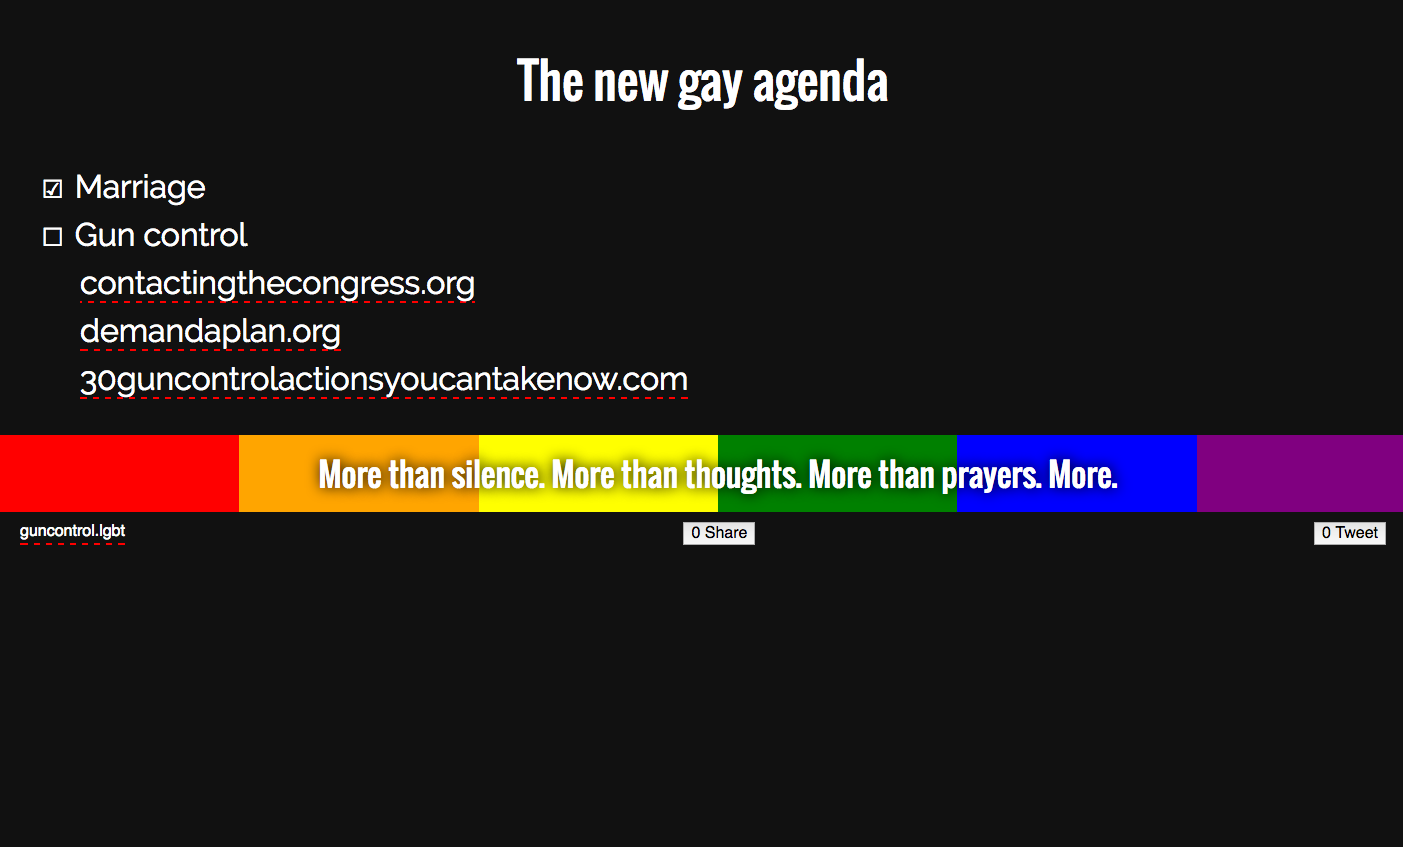 The new gay agenda
☑ Marriage
☐ Gun control
contactingthecongress.org
demandaplan.org
30guncontrolactionsyoucantakenow.com
More than silence. More than thoughts. More than prayers. More.
guncontrol.lgbt 0 Share 0 Tweet